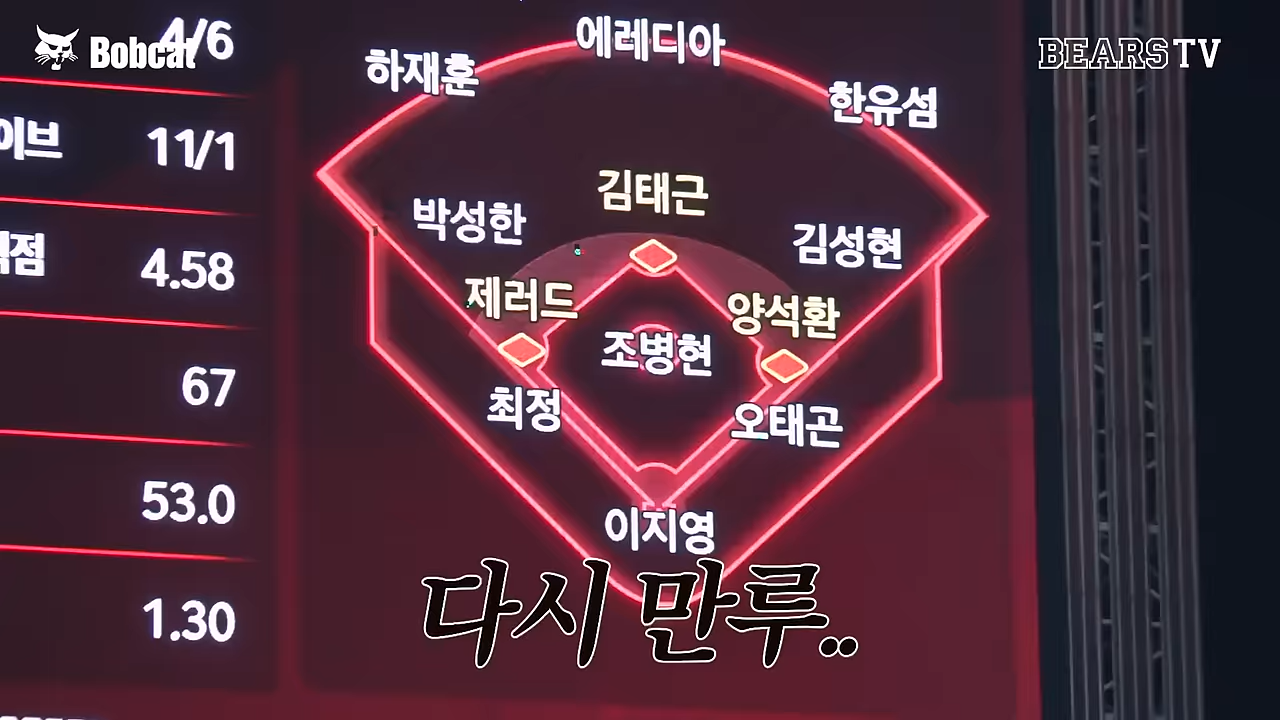 Bobcat
4/6
BEARS TV
하재훈
에레디아
한유섬
이브 11/1
박성한
김태근
김성현
점 4.58
제러드
양석환
조병현
67
최정
오태곤
53.0
이지영
1.30
다시 만루..